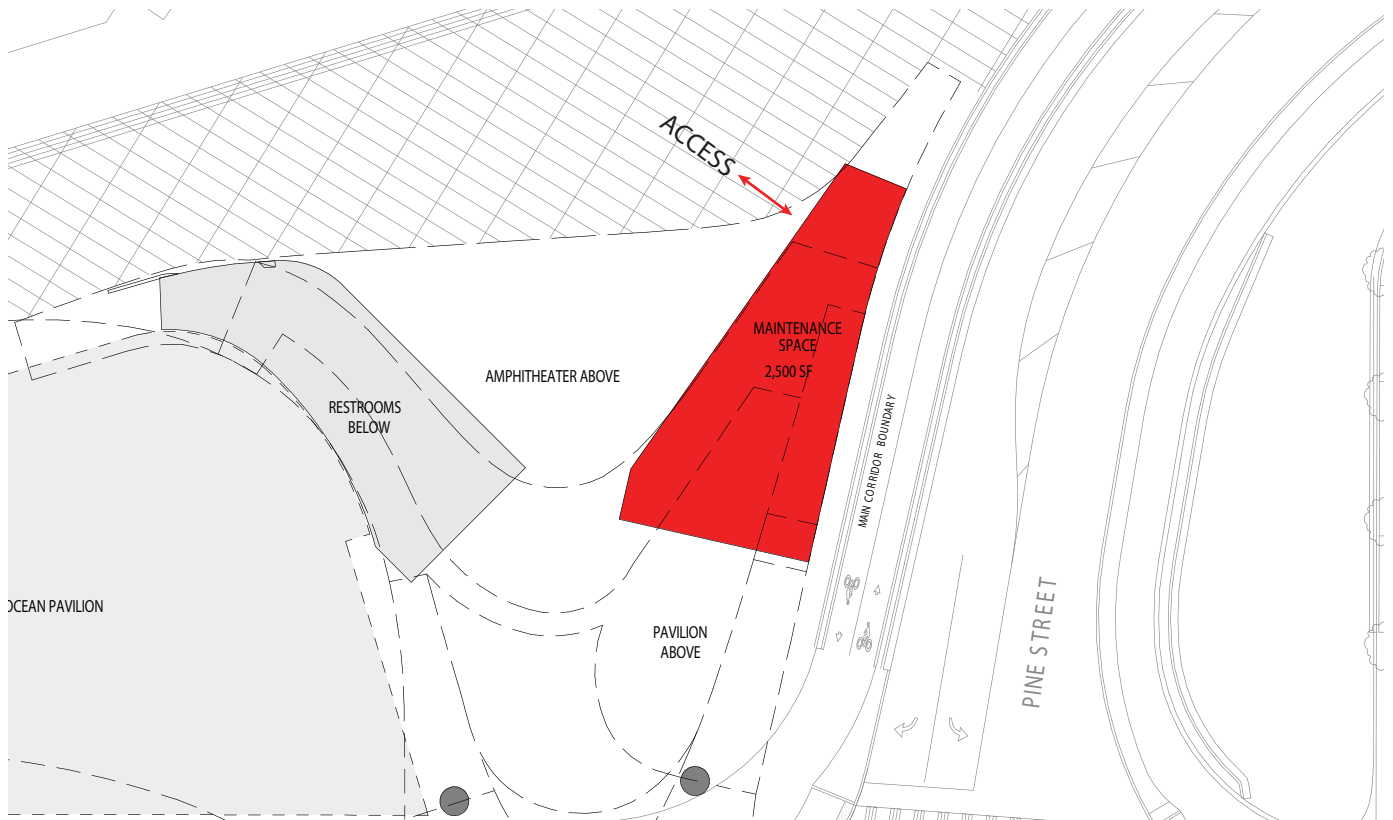 ACCESS
MAINTENANCE
SPACE
2,500 SF
AMPHITHEATER ABOVE
RESTROOMS
BELOW
MAIN CORRIDOR BOUNDARY
OCEAN PAVILION
PAVILION
ABOVE
PINE STREET